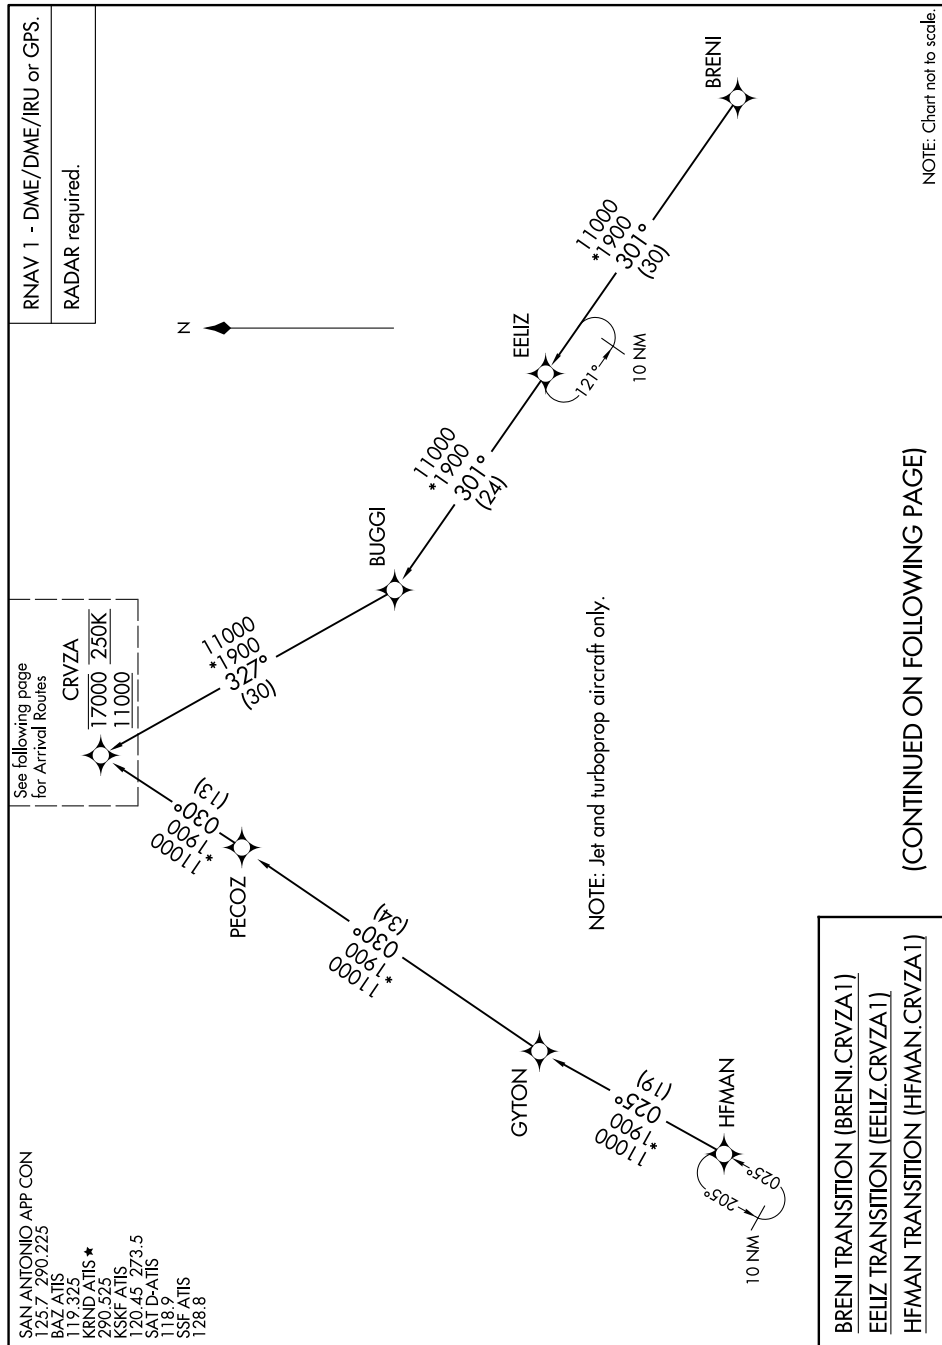 SAN ANTONIO APP CON
125.7 290.225
BAZ ATIS
119.325
KRND ATIS ★
290.525
KSKF ATIS
120.45 273.5
SAT D-ATIS
118.9
SSF ATIS
128.8
See following page
for Arrival Routes
CRVZA
17000 250K
11000
RNAV 1 - DME/DME/IRU or GPS.
RADAR required.
N
11000
*1900
030°
(13)
PECOZ
11000
*1900
327°
(30)
BUGGI
11000
*1900
030°
(34)
11000
*1900
301°
(24)
EELIZ
121°
10 NM
11000
*1900
301°
(30)
BRENI
GYTON
11000
*1900
025°
(19)
HFMAN
205°
025°
10 NM
NOTE: Jet and turboprop aircraft only.
BRENI TRANSITION (BRENI.CRVZA1)
EELIZ TRANSITION (EELIZ.CRVZA1)
HFMAN TRANSITION (HFMAN.CRVZA1)
(CONTINUED ON FOLLOWING PAGE)
NOTE: Chart not to scale.